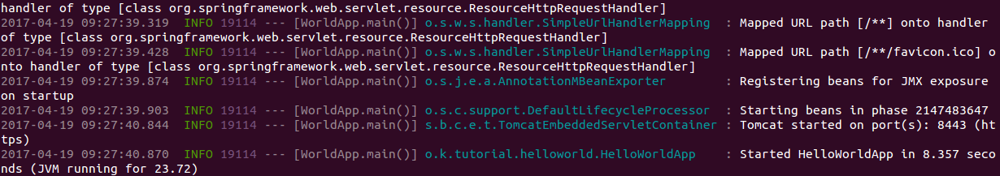 handler of type [class org.springframework.web.servlet.resource.ResourceHttpRequestHandler]
2017-04-19 09:27:39.319  INFO 19114 --- [WorldApp.main()] o.s.w.s.handler.SimpleUrlHandlerMapping  : Mapped URL path [/**] onto handler
of type [class org.springframework.web.servlet.resource.ResourceHttpRequestHandler]
2017-04-19 09:27:39.428  INFO 19114 --- [WorldApp.main()] o.s.w.s.handler.SimpleUrlHandlerMapping  : Mapped URL path [/**/favicon.ico] o
nto handler of type [class org.springframework.web.servlet.resource.ResourceHttpRequestHandler]
2017-04-19 09:27:39.874  INFO 19114 --- [WorldApp.main()] o.s.j.e.a.AnnotationMBeanExporter        : Registering beans for JMX exposure
on startup
2017-04-19 09:27:39.903  INFO 19114 --- [WorldApp.main()] o.s.c.support.DefaultLifecycleProcessor  : Starting beans in phase 2147483647
2017-04-19 09:27:40.844  INFO 19114 --- [WorldApp.main()] s.b.c.e.t.TomcatEmbeddedServletContainer : Tomcat started on port(s): 8443 (ht
tps)
2017-04-19 09:27:40.870  INFO 19114 --- [WorldApp.main()] o.k.tutorial.helloworld.HelloWorldApp    : Started HelloWorldApp in 8.357 seco
nds (JVM running for 23.72)